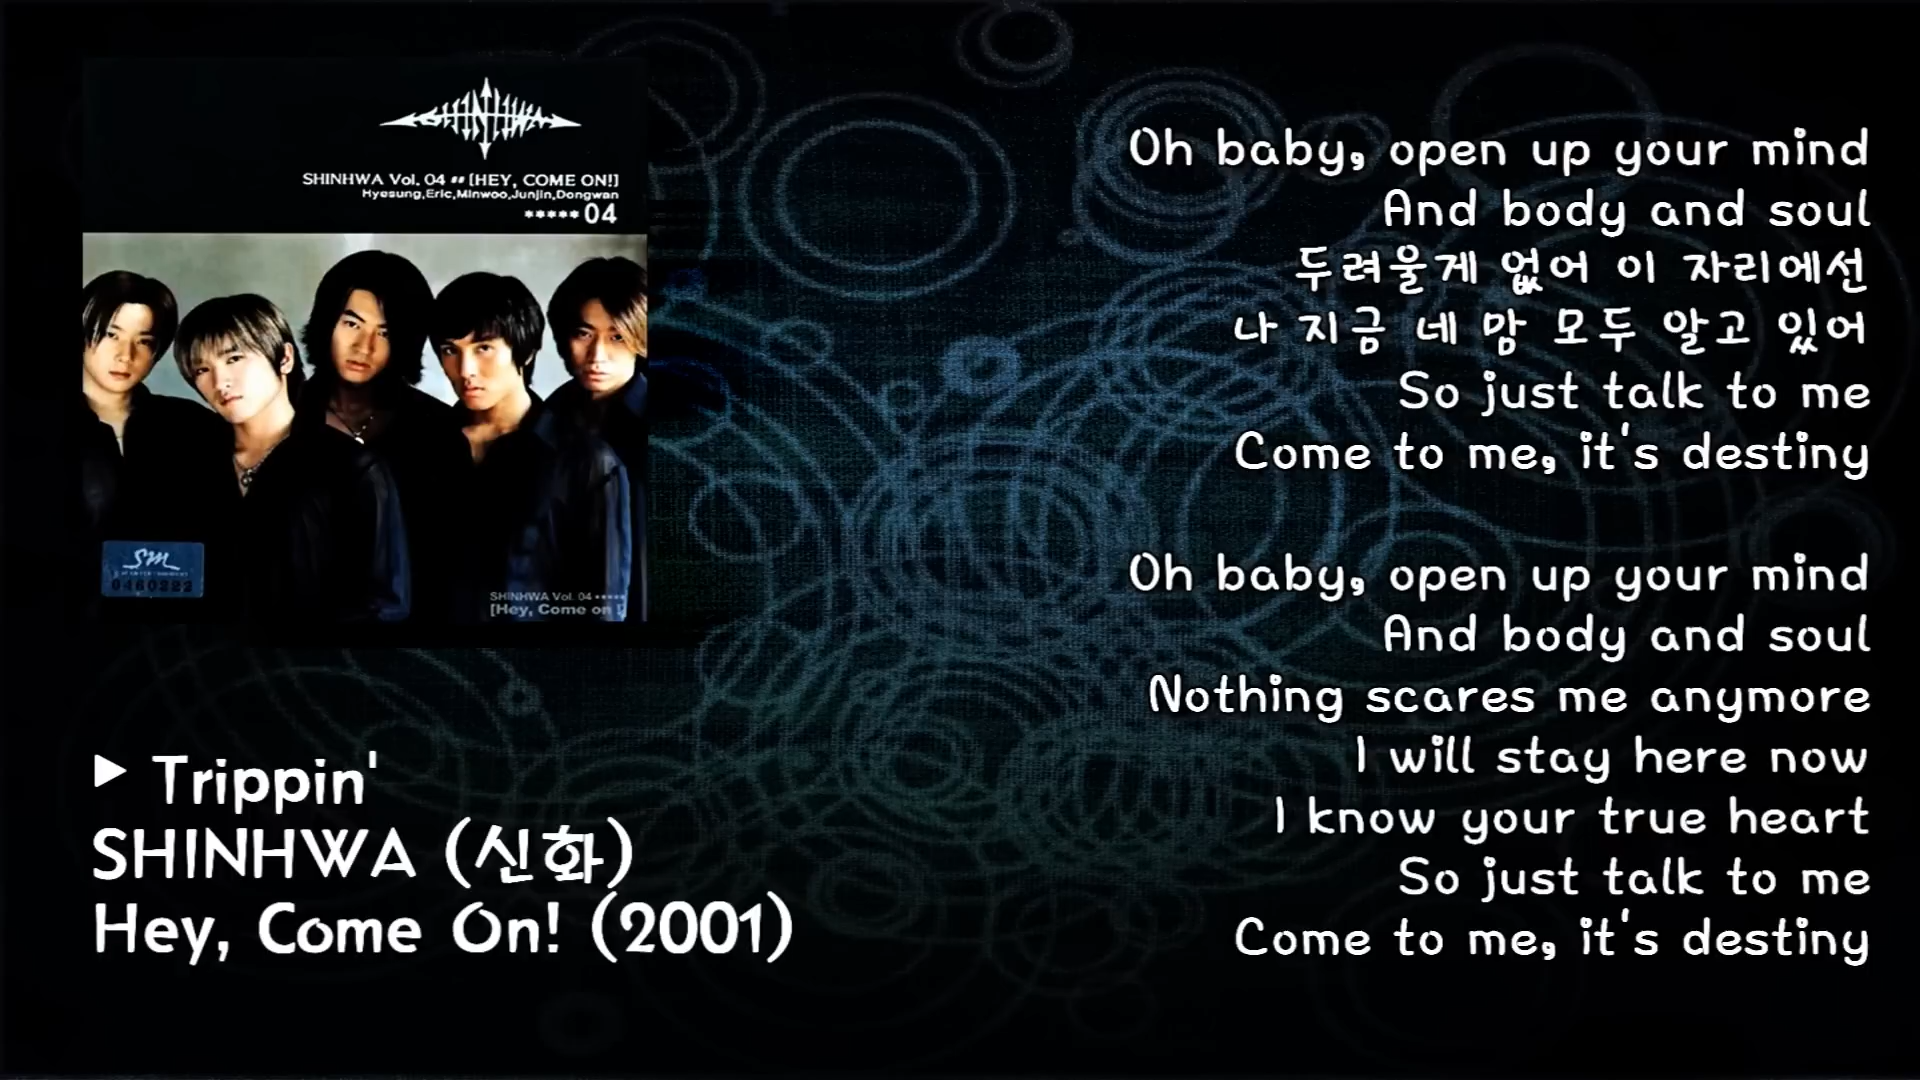 SHINHWA
SHINHWA Vol. 04 [HEY, COME ON!]
Hyesung,Eric,Minwoo,Junjin,Dongwan
*****04
SM
0460322
SHINHWA Vol. 04 *****
[Hey, Come on !]
▶ Trippin'
SHINHWA (신화)
Hey, Come On! (2001)
Oh baby, open up your mind
And body and soul
두려울게 없어 이 자리에선
나 지금 네 맘 모두 알고 있어
So just talk to me
Come to me, it's destiny
Oh baby, open up your mind
And body and soul
Nothing scares me anymore
I will stay here now
I know your true heart
So just talk to me
Come to me, it's destiny